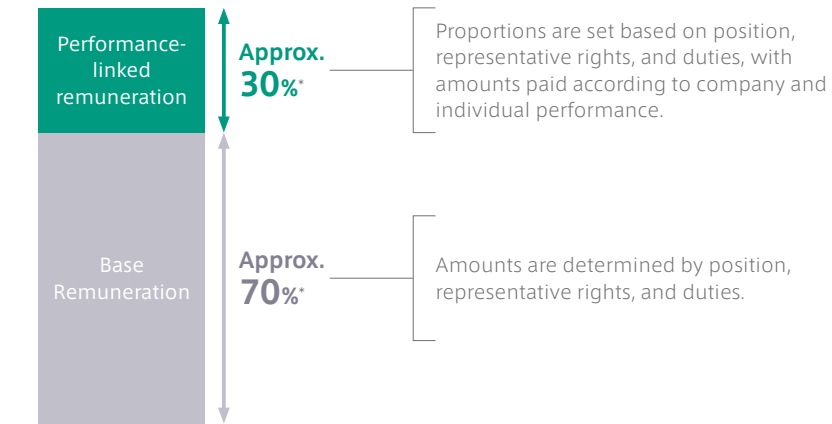 Performance-
linked
remuneration
Approx.
30%*
Proportions are set based on position,
representative rights, and duties, with
amounts paid according to company and
individual performance.
Base
Remuneration
Approx.
70%*
Amounts are determined by position,
representative rights, and duties.